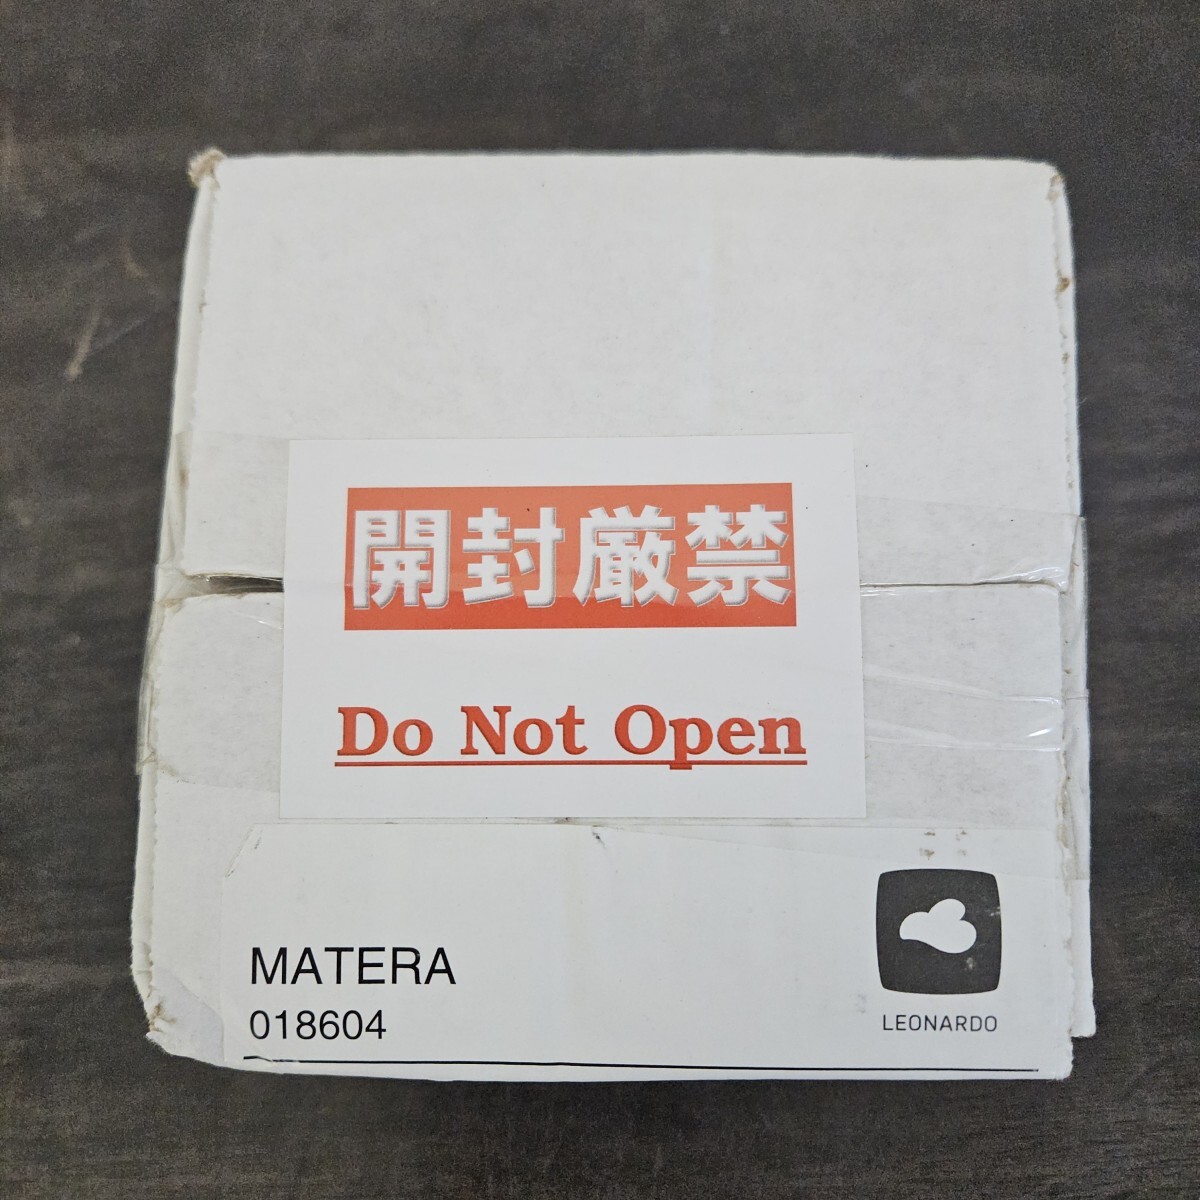 開封厳禁
Do Not Open
MATERA
018604
LEONARDO